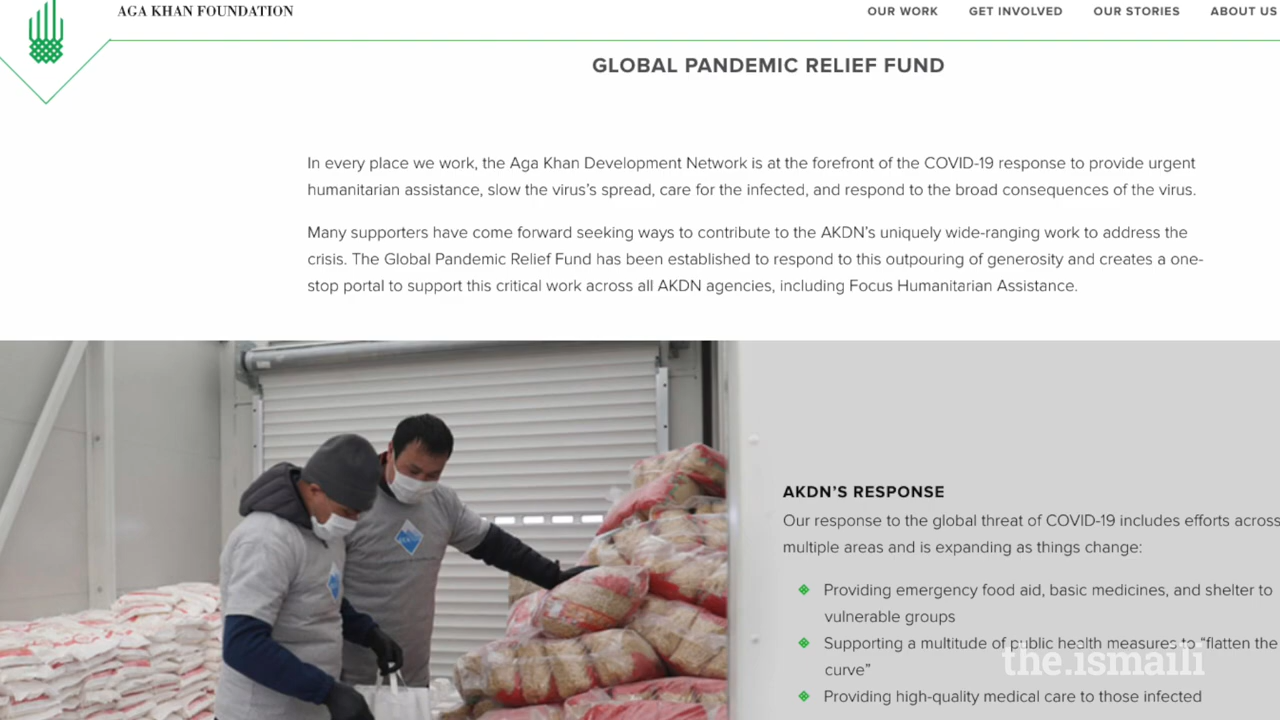 AGA KHAN FOUNDATION
OUR WORK GET INVOLVED OUR STORIES ABOUT US
GLOBAL PANDEMIC RELIEF FUND
In every place we work, the Aga Khan Development Network is at the forefront of the COVID-19 response to provide urgent
humanitarian assistance, slow the virus’s spread, care for the infected, and respond to the broad consequences of the virus.
Many supporters have come forward seeking ways to contribute to the AKDN’s uniquely wide-ranging work to address the
crisis. The Global Pandemic Relief Fund has been established to respond to this outpouring of generosity and creates a one-
stop portal to support this critical work across all AKDN agencies, including Focus Humanitarian Assistance.
AKDN’S RESPONSE
Our response to the global threat of COVID-19 includes efforts across
multiple areas and is expanding as things change:
Providing emergency food aid, basic medicines, and shelter to
vulnerable groups
Supporting a multitude of public health measures to “flatten the
curve”
Providing high-quality medical care to those infected
the.ismaili